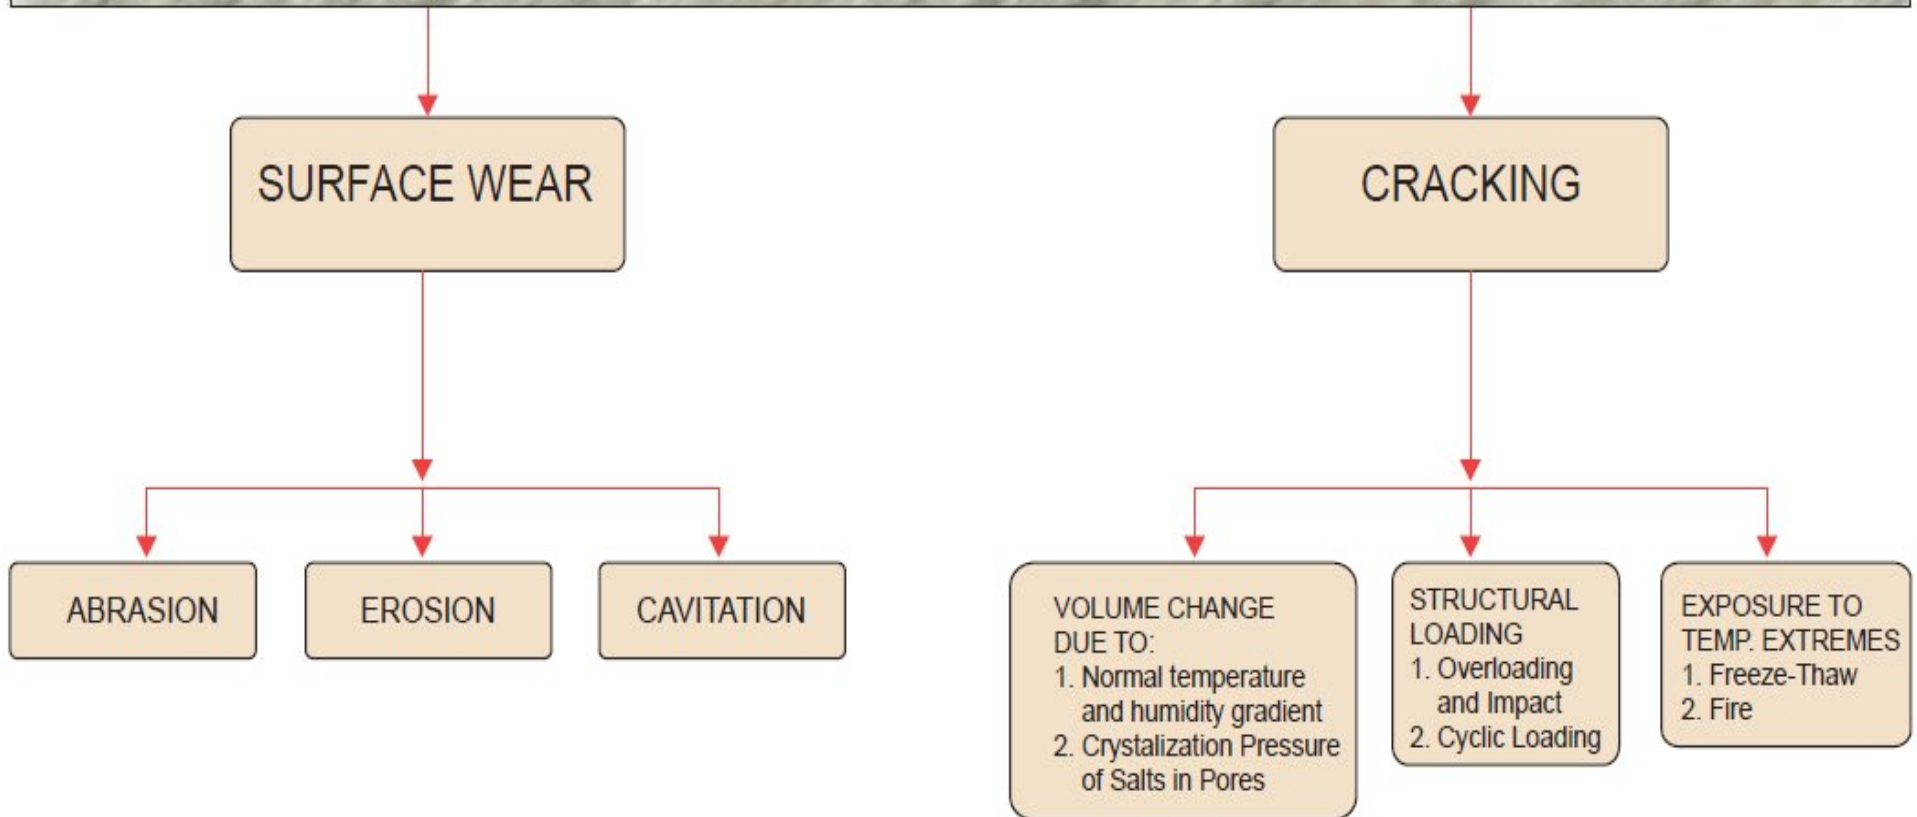 SURFACE WEAR
CRACKING
ABRASION
EROSION
CAVITATION
VOLUME CHANGE
DUE TO:
1. Normal temperature
and humidity gradient
2. Crystalization Pressure
of Salts in Pores
STRUCTURAL
LOADING
1. Overloading
and Impact
2. Cyclic Loading
EXPOSURE TO
TEMP. EXTREMES
1. Freeze-Thaw
2. Fire